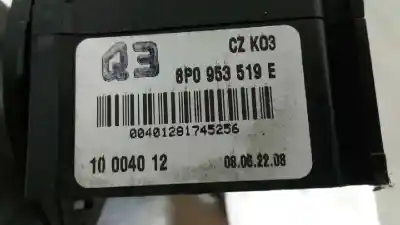 Q3 CZ K03
8P0 953 519 E
00401281745256
10 0040 12 08.06.22.08